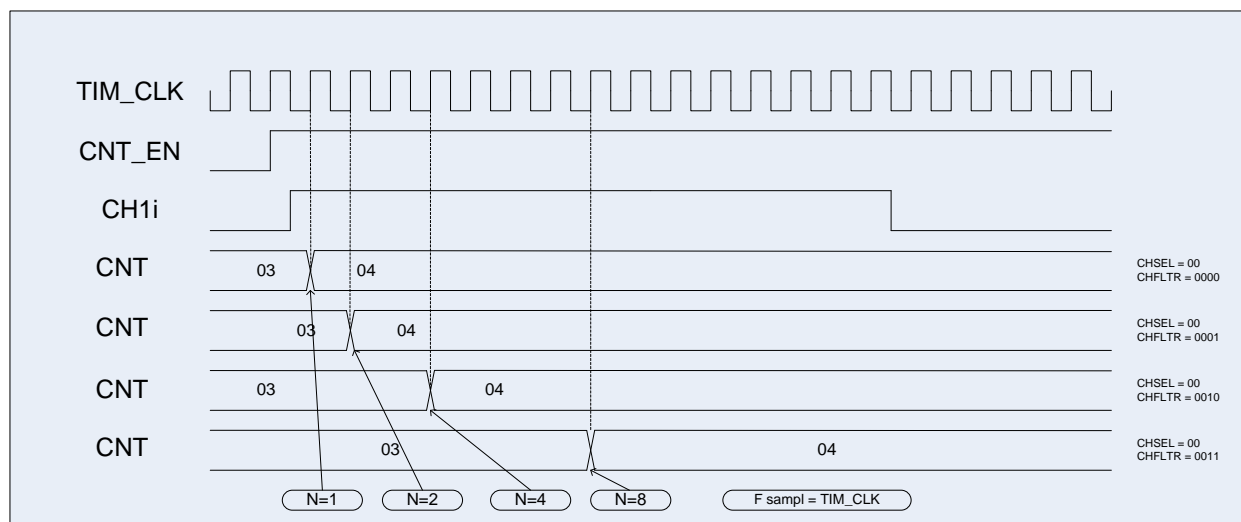 TIM_CLK
CNT_EN
CH1i
CNT
03
04
CHSEL = 00
CHFLTR = 0000
CNT
03
04
CHSEL = 00
CHFLTR = 0001
CNT
03
04
CHSEL = 00
CHFLTR = 0010
CNT
03
04
CHSEL = 00
CHFLTR = 0011
N=1
N=2
N=4
N=8
F sampl = TIM_CLK